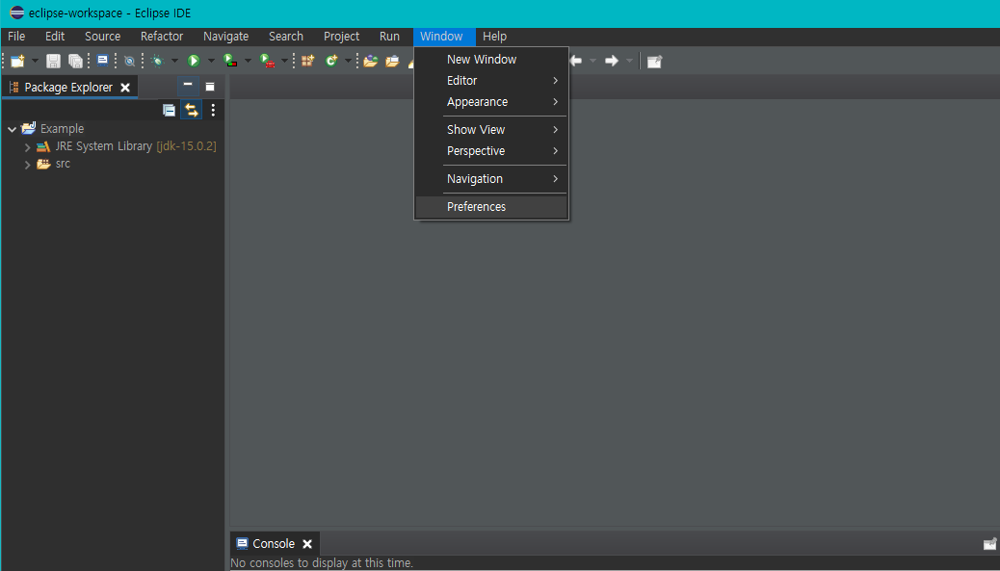 eclipse-workspace - Eclipse IDE
File Edit Source Refactor Navigate Search Project Run Window Help
New Window
Editor
Appearance
Show View
Perspective
Navigation
Preferences
Package Explorer
Example
JRE System Library [jdk-15.0.2]
src
Console
No consoles to display at this time.